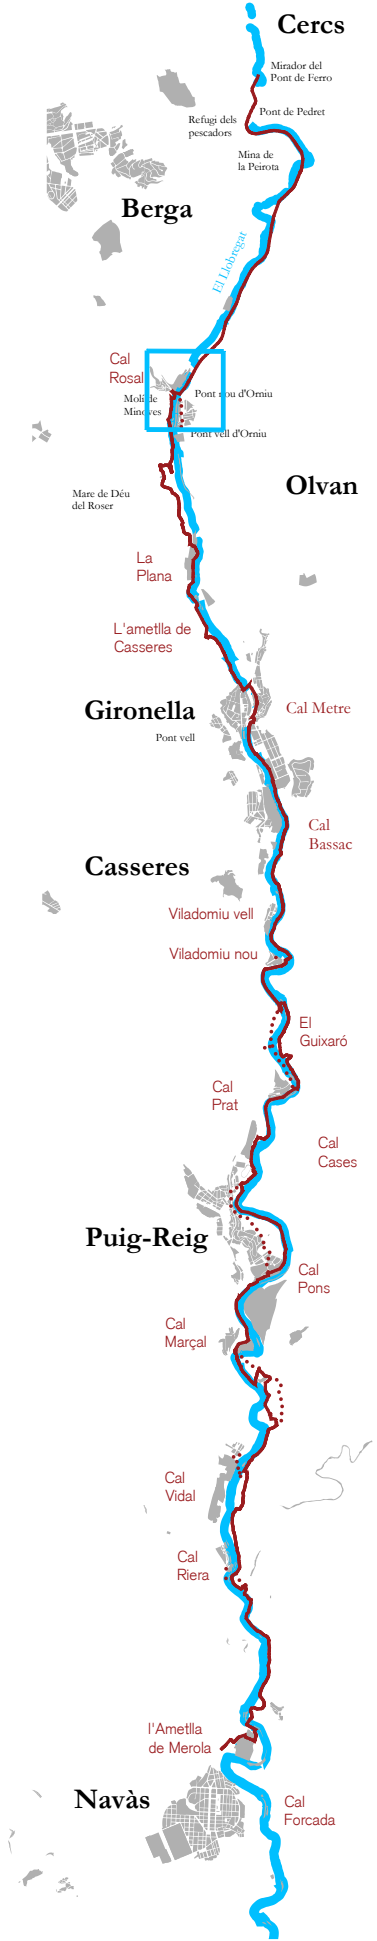 Cercs
Mirador del
Pont de Ferro
Pont de Pedret
Refugi dels
pescadors
Mina de
la Peirota
Berga
El Llobregat
Cal
Rosal
Molí de
Minoves
Pont nou d'Orniu
Pont vell d'Orniu
Olvan
Mare de Déu
del Roser
La
Plana
L'ametlla de
Casseres
Gironella
Cal Metre
Pont vell
Cal
Bassac
Casseres
Viladomiu vell
Viladomiu nou
El
Guixaró
Cal
Prat
Cal
Cases
Puig-Reig
Cal
Pons
Cal
Marçal
Cal
Vidal
Cal
Riera
l'Ametlla
de Merola
Navàs
Cal
Forcada